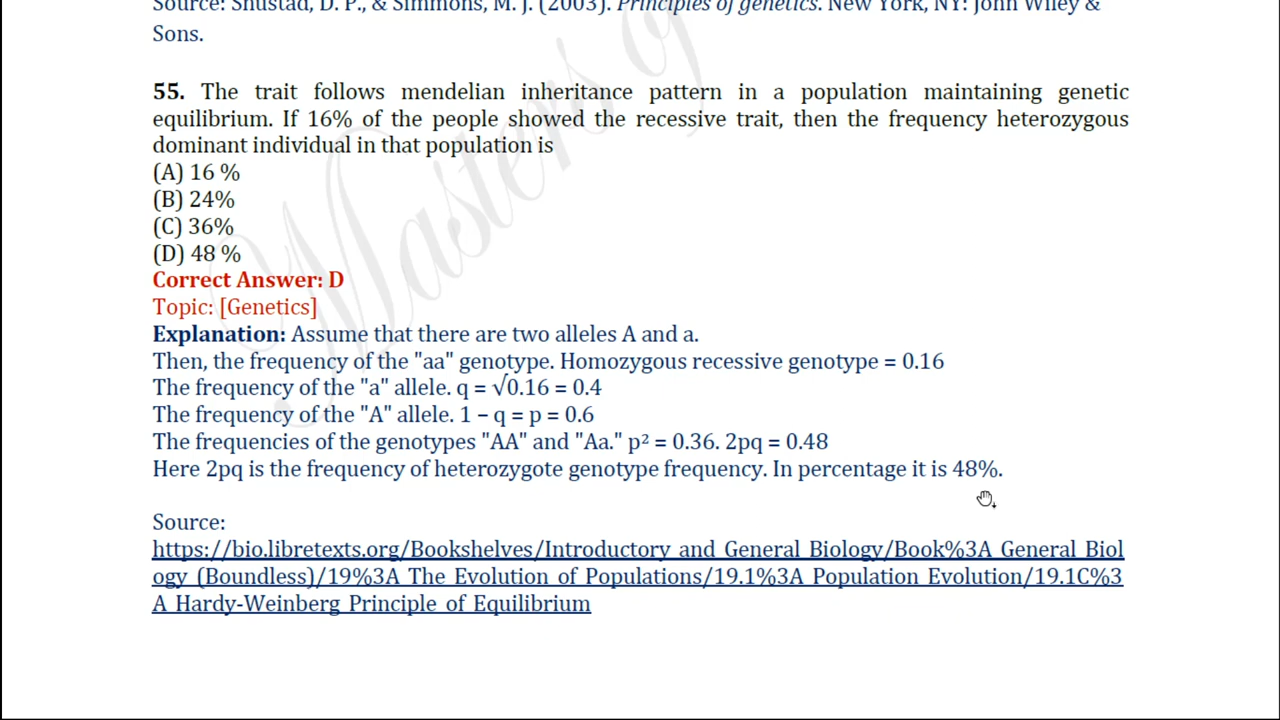 Source: Snustad, D. P., & Simmons, M. J. (2003). Principles of genetics. New York, NY: John Wiley &
Sons.
55. The trait follows mendelian inheritance pattern in a population maintaining genetic
equilibrium. If 16% of the people showed the recessive trait, then the frequency heterozygous
dominant individual in that population is
(A) 16 %
(B) 24%
(C) 36%
(D) 48 %
Correct Answer: D
Topic: [Genetics]
Explanation: Assume that there are two alleles A and a.
Then, the frequency of the "aa" genotype. Homozygous recessive genotype = 0.16
The frequency of the "a" allele. q = √0.16 = 0.4
The frequency of the "A" allele. 1 – q = p = 0.6
The frequencies of the genotypes "AA" and "Aa." p² = 0.36. 2pq = 0.48
Here 2pq is the frequency of heterozygote genotype frequency. In percentage it is 48%.
Source:
https://bio.libretexts.org/Bookshelves/Introductory_and_General_Biology/Book%3A_General_Biol
ogy_(Boundless)/19%3A_The_Evolution_of_Populations/19.1%3A_Population_Evolution/19.1C%3
A_Hardy-Weinberg_Principle_of_Equilibrium
Masters of